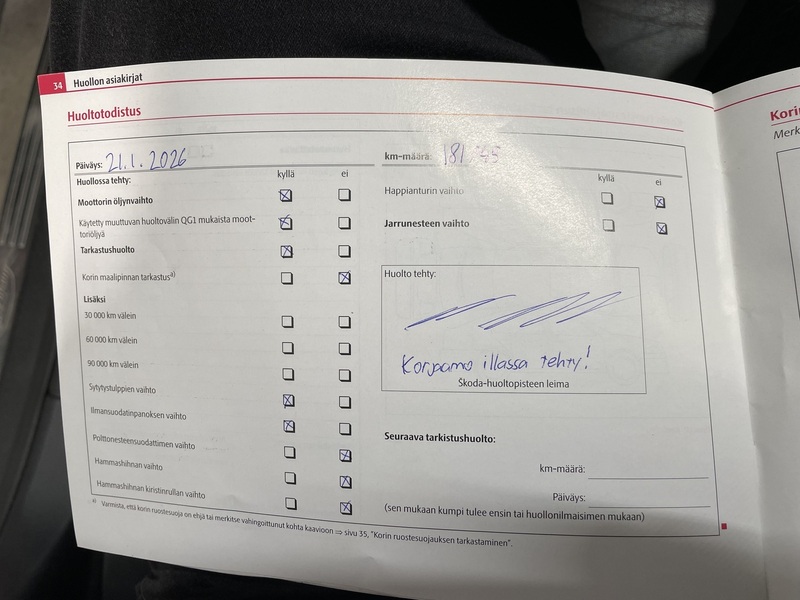 34 Huollon asiakirjat
Huoltotodistus
Päiväys: 21.1.2026
Huollossa tehty:
kyllä ei
Moottorin öljynvaihto
Käytetty muuttuvan huoltovälin QG1 mukaista moot-
toriöljyä
Tarkastushuolto
Korin maalipinnan tarkastus a)
Lisäksi
30 000 km välein
60 000 km välein
90 000 km välein
Sytytystulppien vaihto
Ilmansuodatinpanoksen vaihto
Polttonesteensuodattimen vaihto
Hammashihnan vaihto
Hammashihnan kiristinrullan vaihto
km-määrä: 181
kyllä ei
Happianturin vaihto
Jarrunesteen vaihto
Huolto tehty:
Korjaamo illassa tehty!
Skoda-huoltopisteen leima
Seuraava tarkistushuolto:
km-määrä:
Päiväys:
(sen mukaan kumpi tulee ensin tai huollonilmaisimen mukaan)
a) Varmista, että korin ruostesuoja on ehjä tai merkitse vahingoittunut kohta kaavioon ⇒ sivu 35, "Korin ruostesuojauksen tarkastaminen".